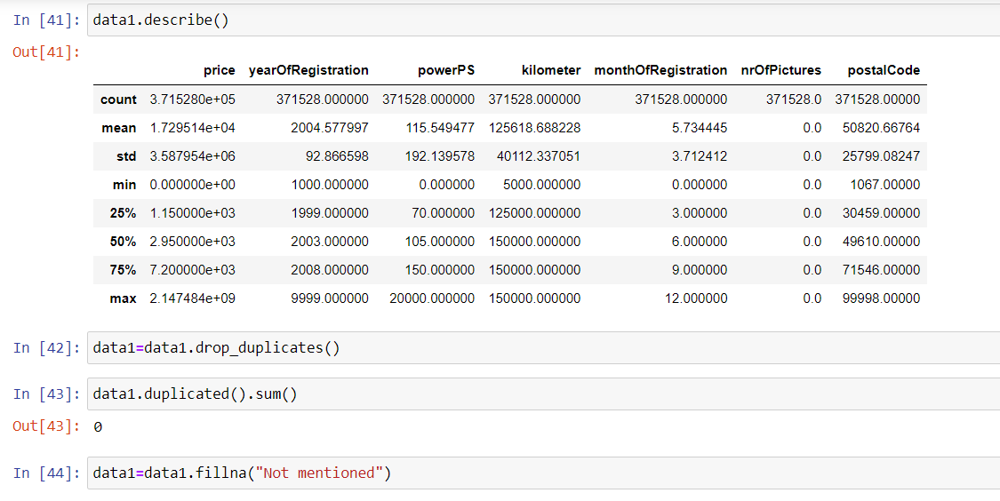 In [41]: data1.describe()
Out[41]:
price yearOfRegistration powerPS kilometer monthOfRegistration nrOfPictures postalCode
count 3.715280e+05 371528.000000 371528.000000 371528.000000 371528.000000 371528.0 371528.00000
mean 1.729514e+04 2004.577997 115.549477 125618.688228 5.734445 0.0 50820.66764
std 3.587954e+06 92.866598 192.139578 40112.337051 3.712412 0.0 25799.08247
min 0.000000e+00 1000.000000 0.000000 5000.000000 0.000000 0.0 1067.00000
25% 1.150000e+03 1999.000000 70.000000 125000.000000 3.000000 0.0 30459.00000
50% 2.950000e+03 2003.000000 105.000000 150000.000000 6.000000 0.0 49610.00000
75% 7.200000e+03 2008.000000 150.000000 150000.000000 9.000000 0.0 71546.00000
max 2.147484e+09 9999.000000 20000.000000 150000.000000 12.000000 0.0 99998.00000
In [42]: data1=data1.drop_duplicates()
In [43]: data1.duplicated().sum()
Out[43]: 0
In [44]: data1=data1.fillna("Not mentioned")